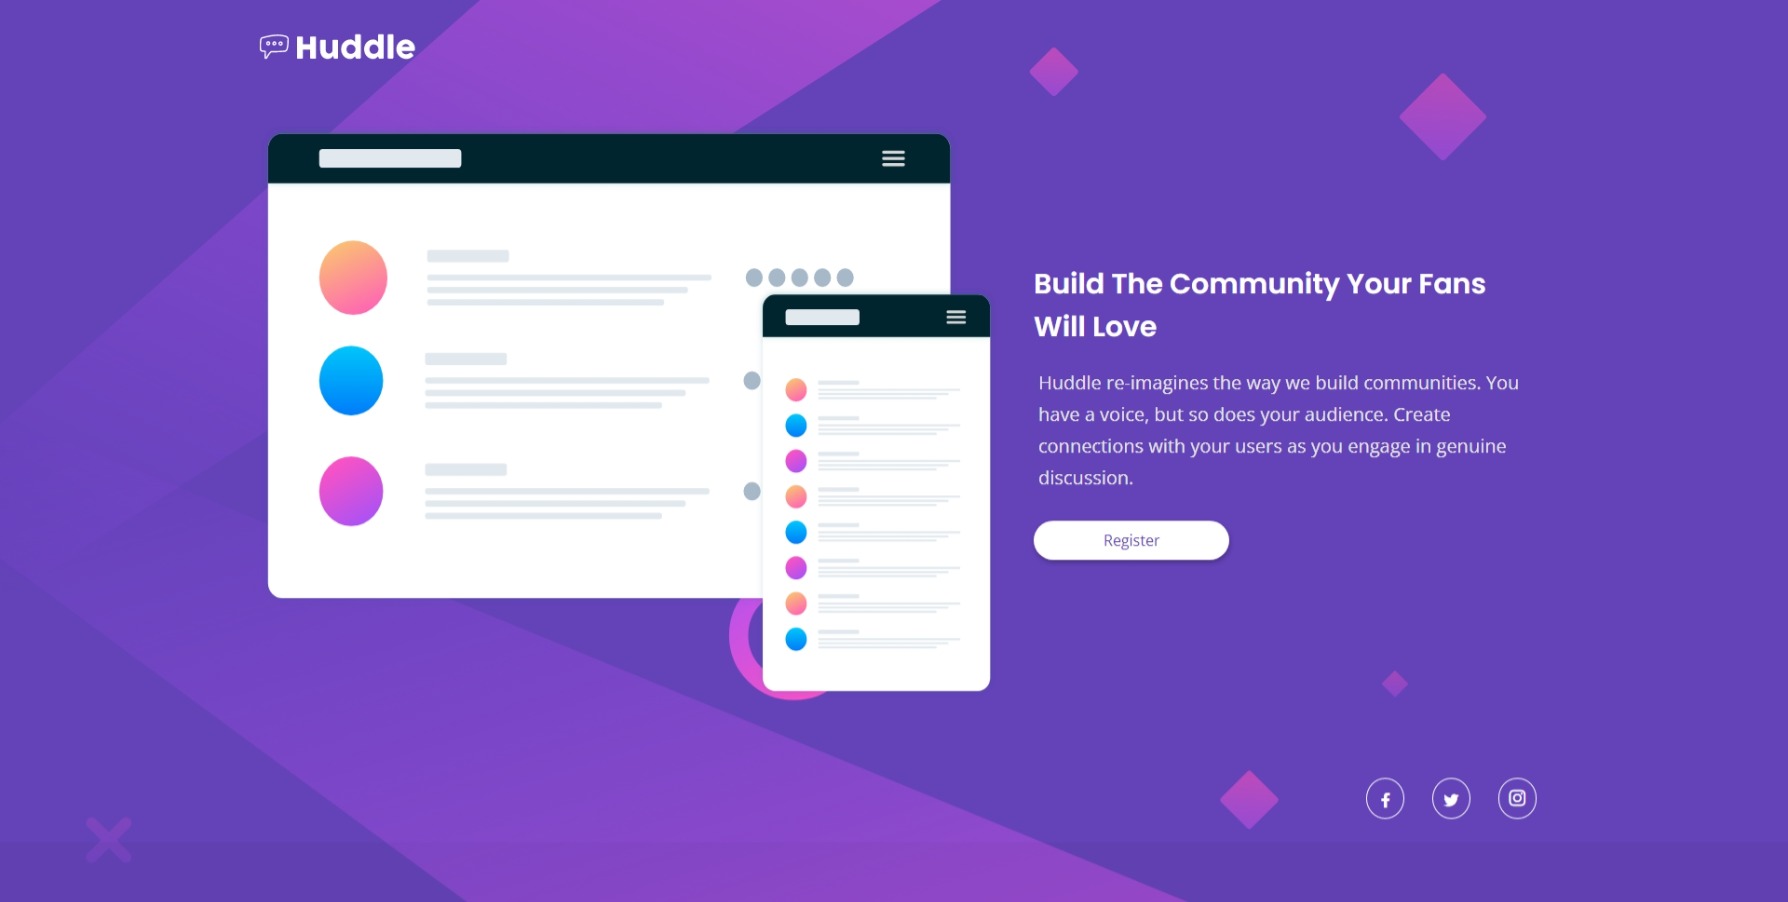 Huddle
Build The Community Your Fans
Will Love
Huddle re-imagines the way we build communities. You
have a voice, but so does your audience. Create
connections with your users as you engage in genuine
discussion.
Register